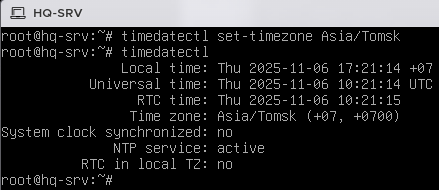 HQ-SRV
root@hq-srv:~# timedatectl set-timezone Asia/Tomsk
root@hq-srv:~# timedatectl
Local time: Thu 2025-11-06 17:21:14 +07
Universal time: Thu 2025-11-06 10:21:14 UTC
RTC time: Thu 2025-11-06 10:21:15
Time zone: Asia/Tomsk (+07, +0700)
System clock synchronized: no
NTP service: active
RTC in local TZ: no
root@hq-srv:~#